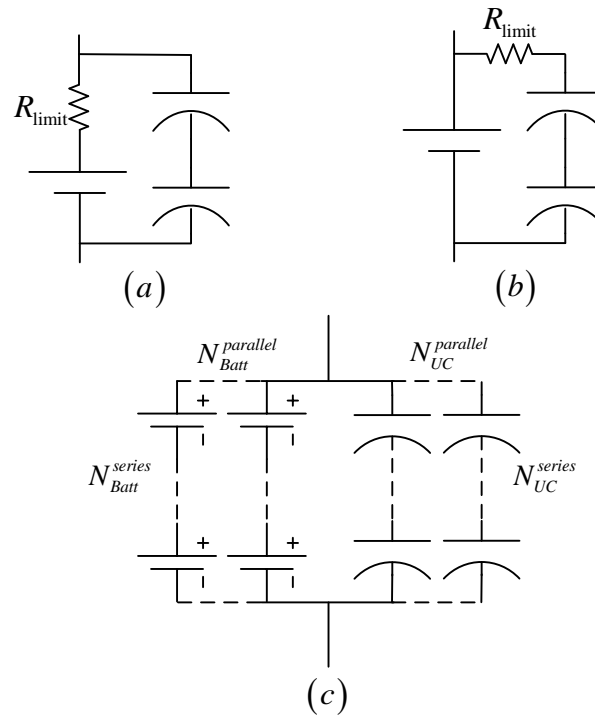 R_limit
R_limit
(a)
(b)
N_Batt^parallel
N_UC^parallel
+
+
N_Batt^series
N_UC^series
+
+
(c)